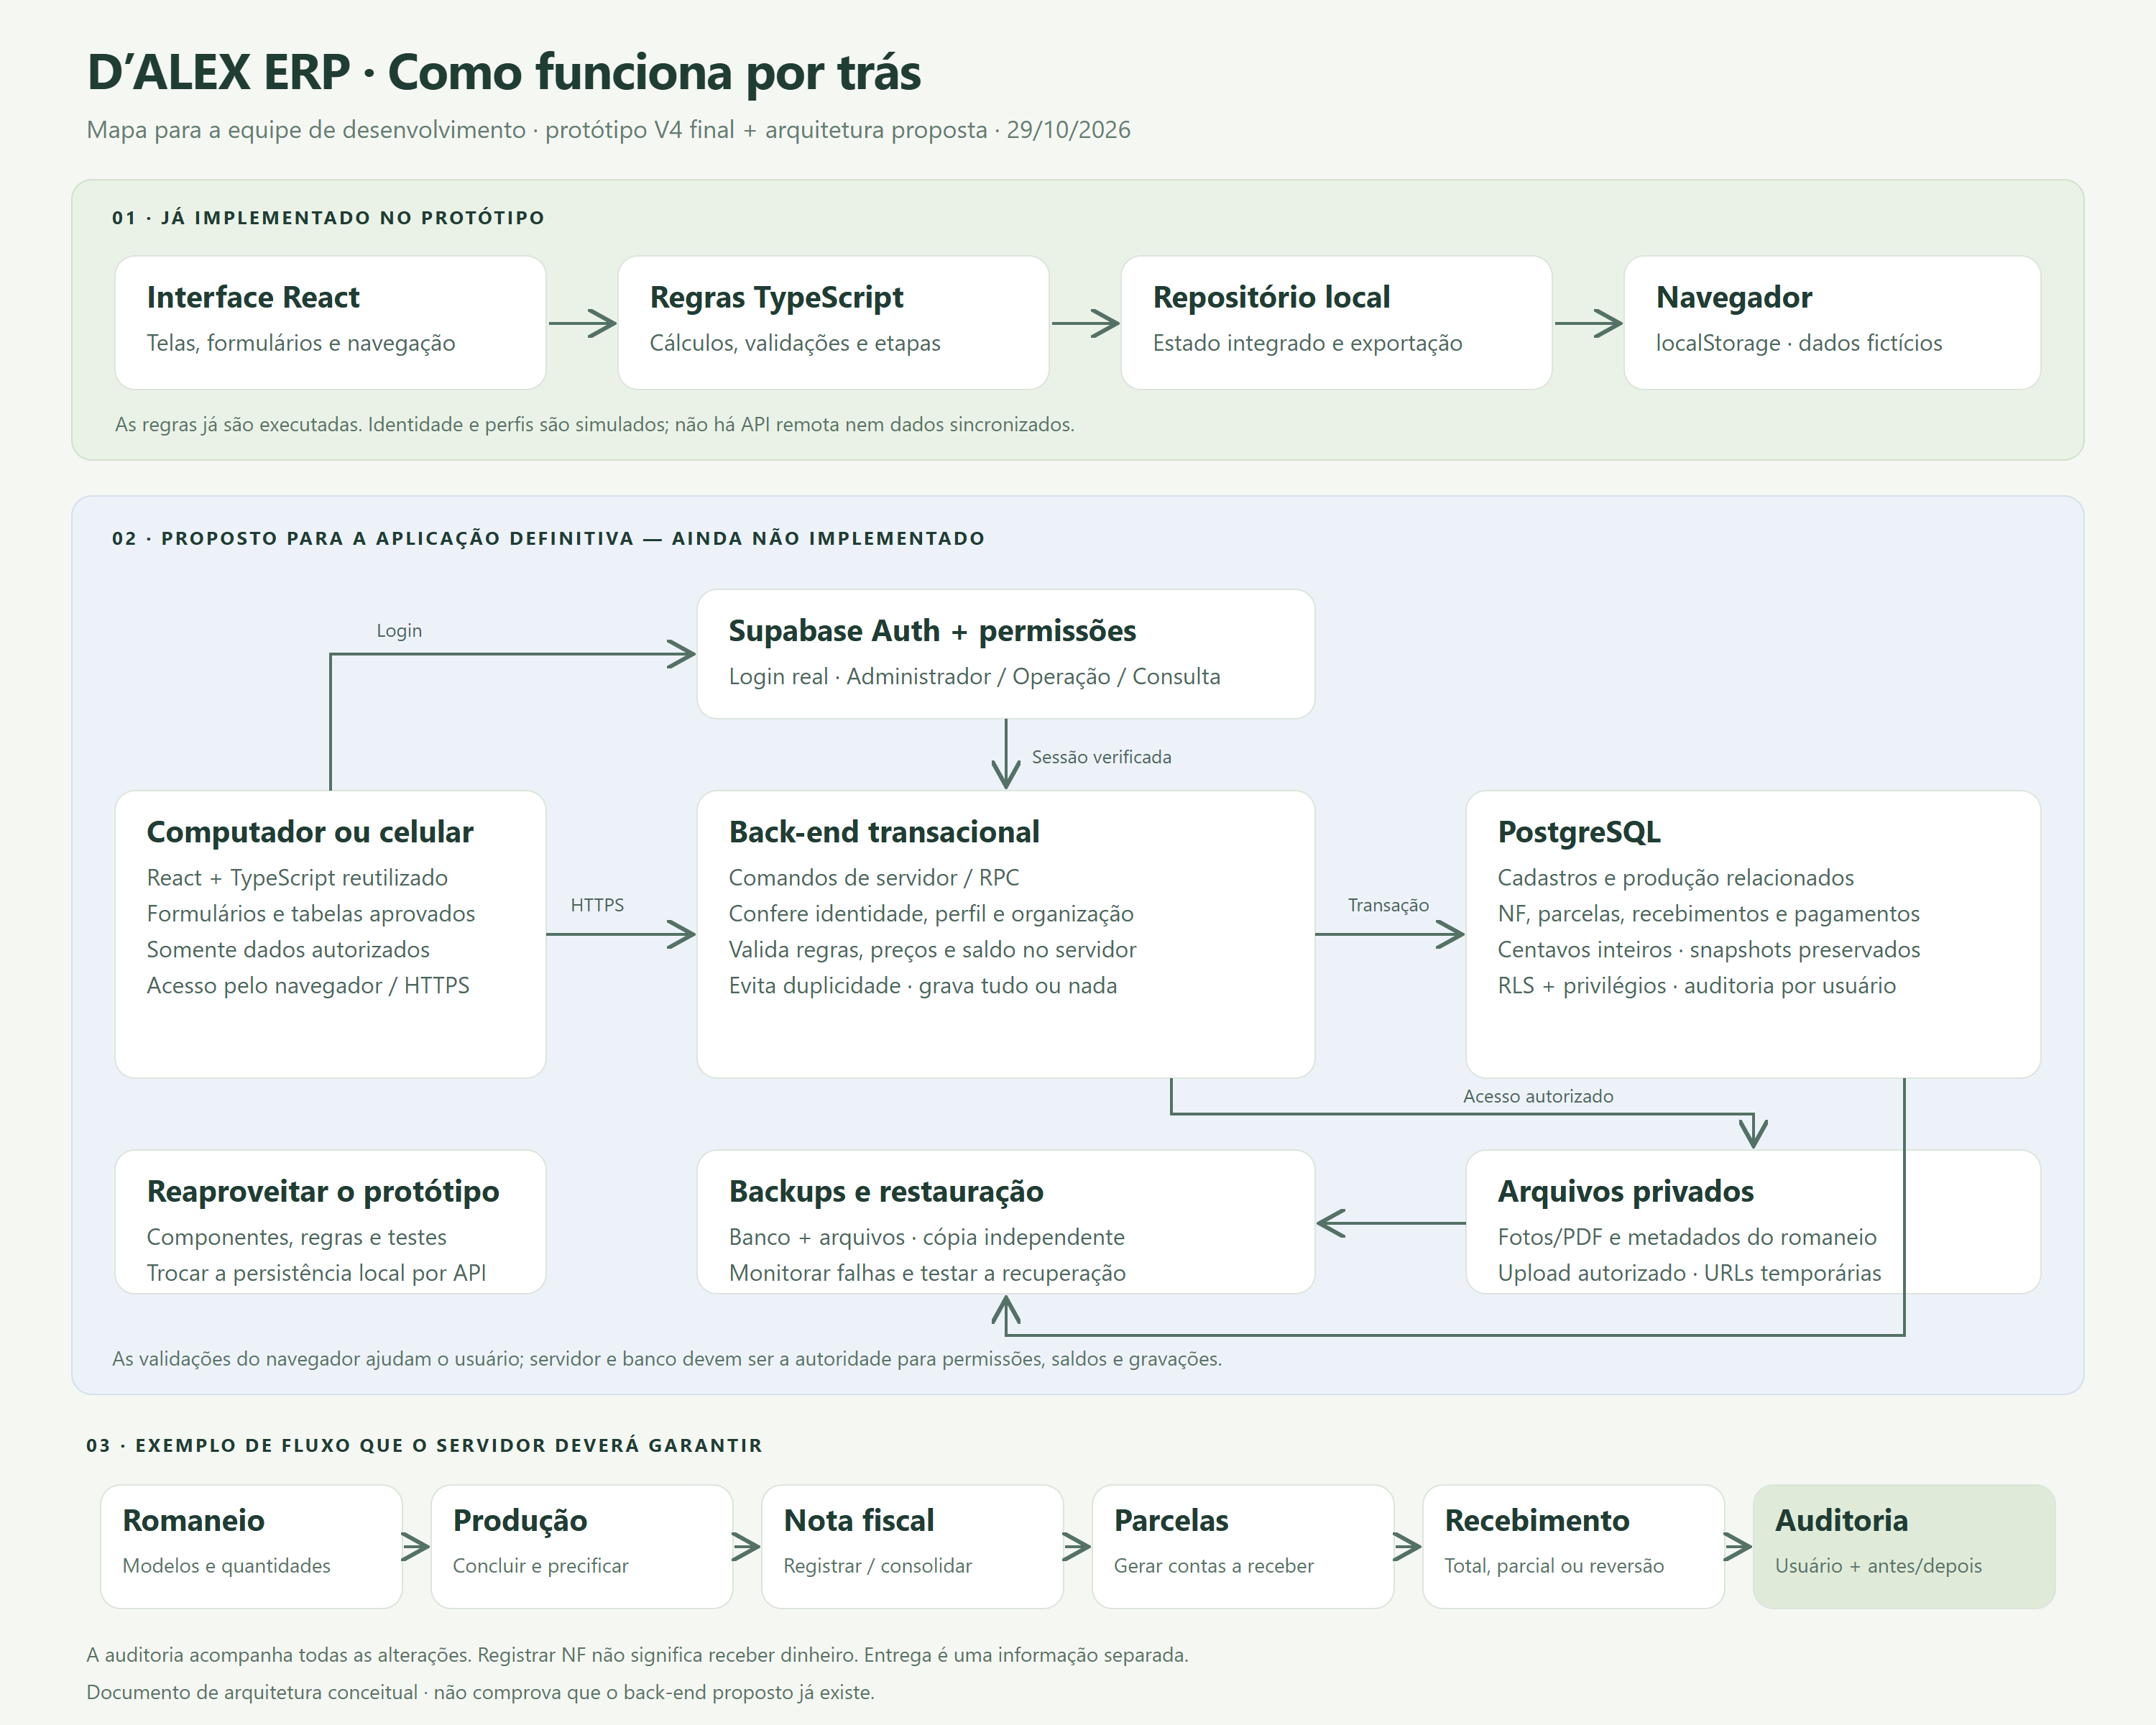 D’ALEX ERP · Como funciona por trás
Mapa para a equipe de desenvolvimento · protótipo V4 final + arquitetura proposta · 29/10/2026
01 · JÁ IMPLEMENTADO NO PROTÓTIPO
Interface React
Telas, formulários e navegação
Regras TypeScript
Cálculos, validações e etapas
Repositório local
Estado integrado e exportação
Navegador
localStorage · dados fictícios
As regras já são executadas. Identidade e perfis são simulados; não há API remota nem dados sincronizados.
02 · PROPOSTO PARA A APLICAÇÃO DEFINITIVA — AINDA NÃO IMPLEMENTADO
Login
Supabase Auth + permissões
Login real · Administrador / Operação / Consulta
Sessão verificada
Computador ou celular
React + TypeScript reutilizado
Formulários e tabelas aprovados
Somente dados autorizados
Acesso pelo navegador / HTTPS
HTTPS
Back-end transacional
Comandos de servidor / RPC
Confere identidade, perfil e organização
Valida regras, preços e saldo no servidor
Evita duplicidade · grava tudo ou nada
Transação
PostgreSQL
Cadastros e produção relacionados
NF, parcelas, recebimentos e pagamentos
Centavos inteiros · snapshots preservados
RLS + privilégios · auditoria por usuário
Acesso autorizado
Reaproveitar o protótipo
Componentes, regras e testes
Trocar a persistência local por API
Backups e restauração
Banco + arquivos · cópia independente
Monitorar falhas e testar a recuperação
Arquivos privados
Fotos/PDF e metadados do romaneio
Upload autorizado · URLs temporárias
As validações do navegador ajudam o usuário; servidor e banco devem ser a autoridade para permissões, saldos e gravações.
03 · EXEMPLO DE FLUXO QUE O SERVIDOR DEVERÁ GARANTIR
Romaneio
Modelos e quantidades
Produção
Concluir e precificar
Nota fiscal
Registrar / consolidar
Parcelas
Gerar contas a receber
Recebimento
Total, parcial ou reversão
Auditoria
Usuário + antes/depois
A auditoria acompanha todas as alterações. Registrar NF não significa receber dinheiro. Entrega é uma informação separada.
Documento de arquitetura conceitual · não comprova que o back-end proposto já existe.